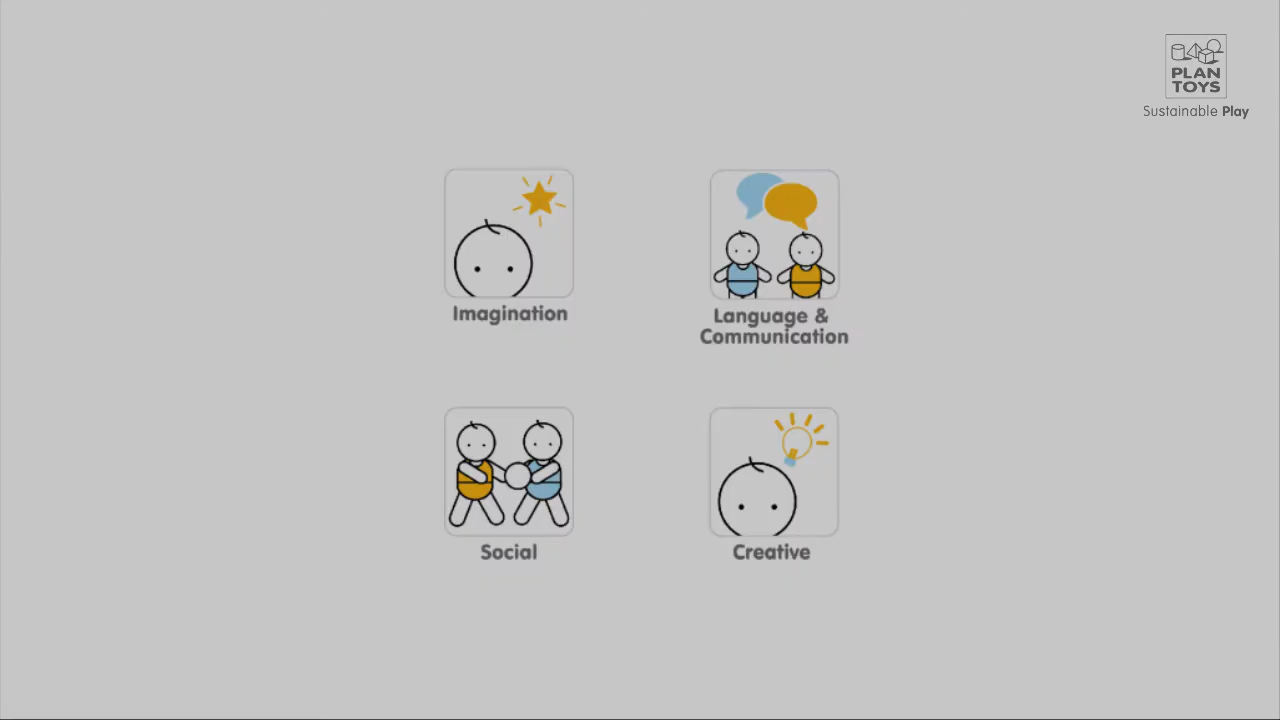 PLAN
TOYS
Sustainable Play
Imagination
Language &
Communication
Social
Creative